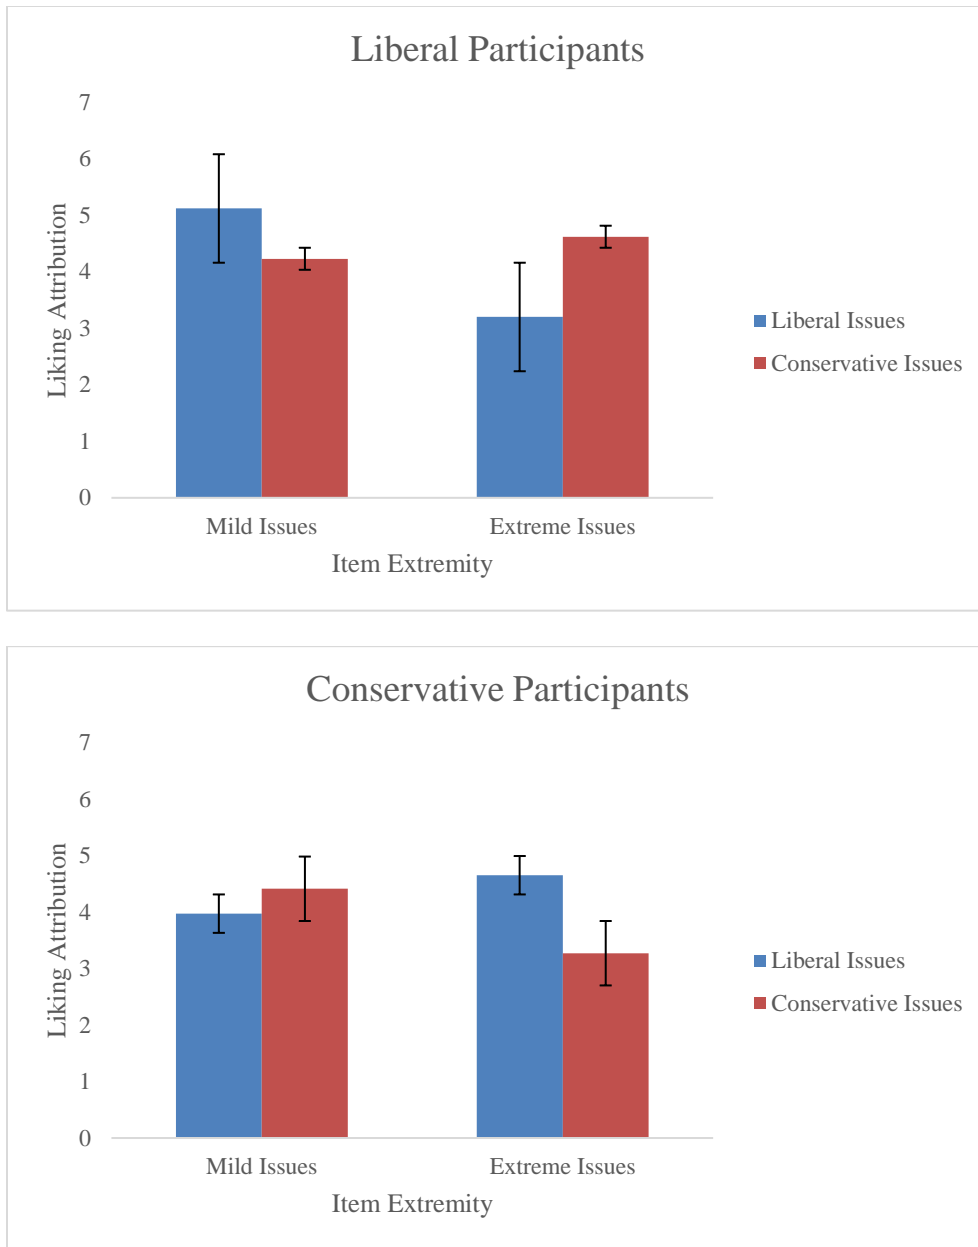 Liberal Participants
7
6
5
4
3
2
1
0
Liking Attribution
Mild Issues
Extreme Issues
Item Extremity
Liberal Issues
Conservative Issues
Conservative Participants
7
6
5
4
3
2
1
0
Liking Attribution
Mild Issues
Extreme Issues
Item Extremity
Liberal Issues
Conservative Issues